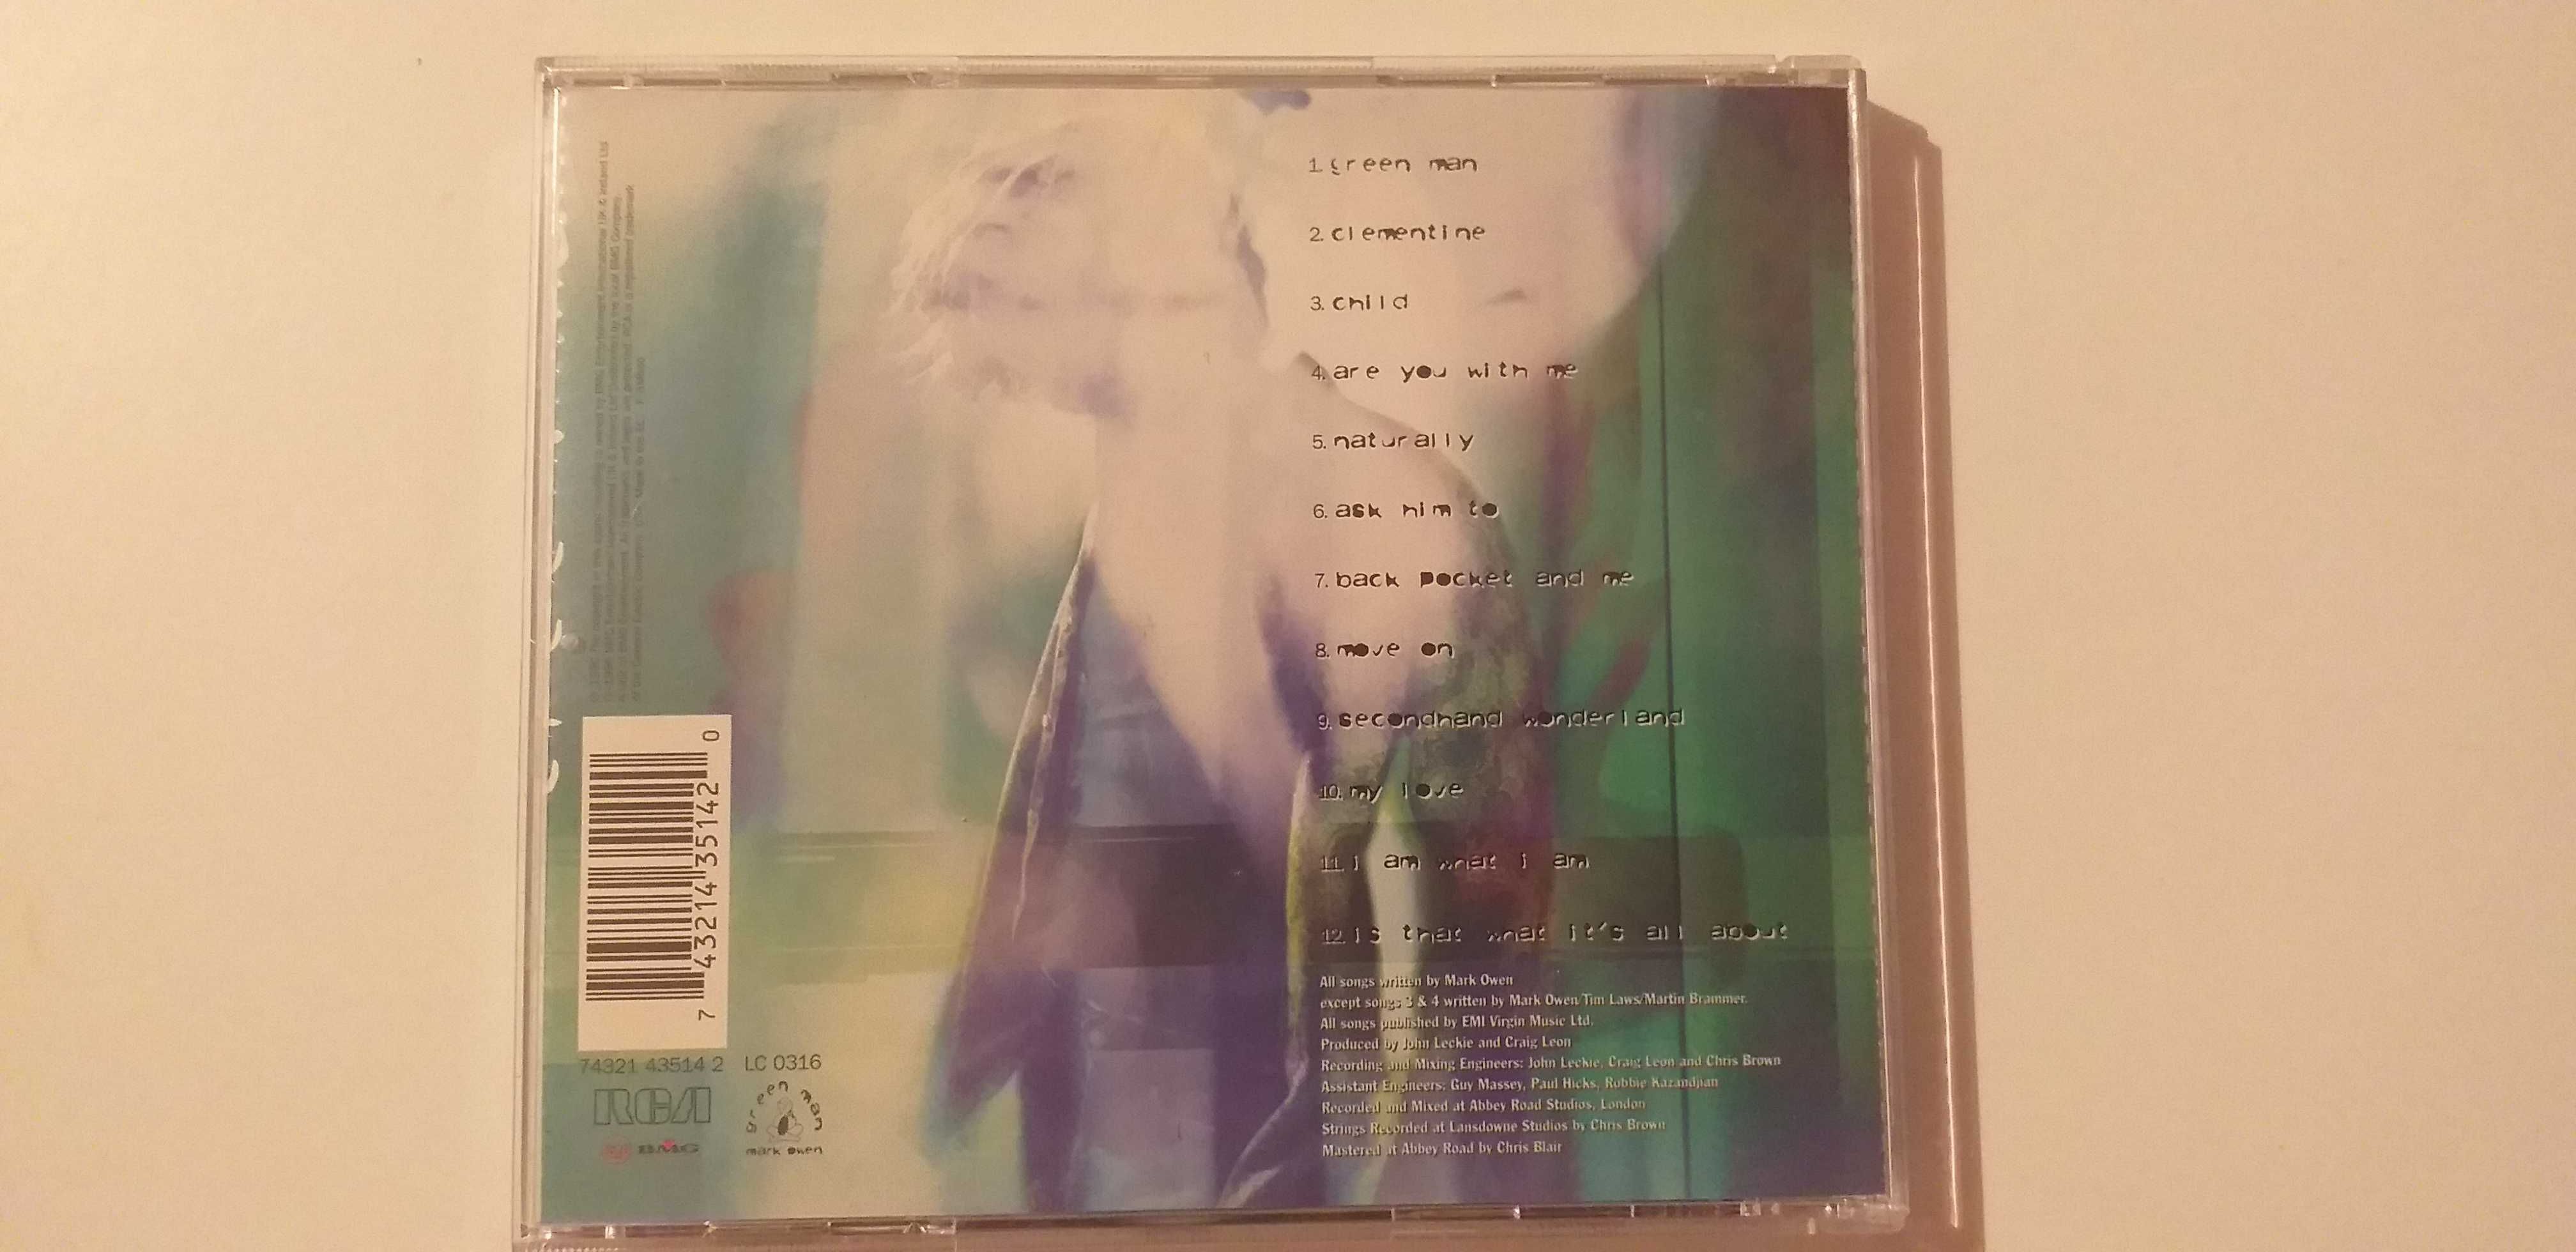 1. green man
2. clementine
3. child
4. are you with me
5. naturally
6. ask him to
7. back pocket and me
8. move on
9. secondhand wonderland
10. my love
11. i am what i am
12. is that what it's all about
All songs written by Mark Owen
except songs 3 & 4 written by Mark Owen/Tim Laws/Martin Brammer.
All songs published by EMI Virgin Music Ltd.
Produced by John Leckie and Craig Leon
Recording and Mixing Engineers: John Leckie, Craig Leon and Chris Brown
Assistant Engineers: Guy Massey, Paul Hicks, Robbie Kazandjian
Recorded and Mixed at Abbey Road Studios, London
Strings Recorded at Lansdowne Studios by Chris Brown
Mastered at Abbey Road by Chris Blair
7 43214 35142 0
74321 43514 2 LC 0316
RCA
BMG
green man
mark owen